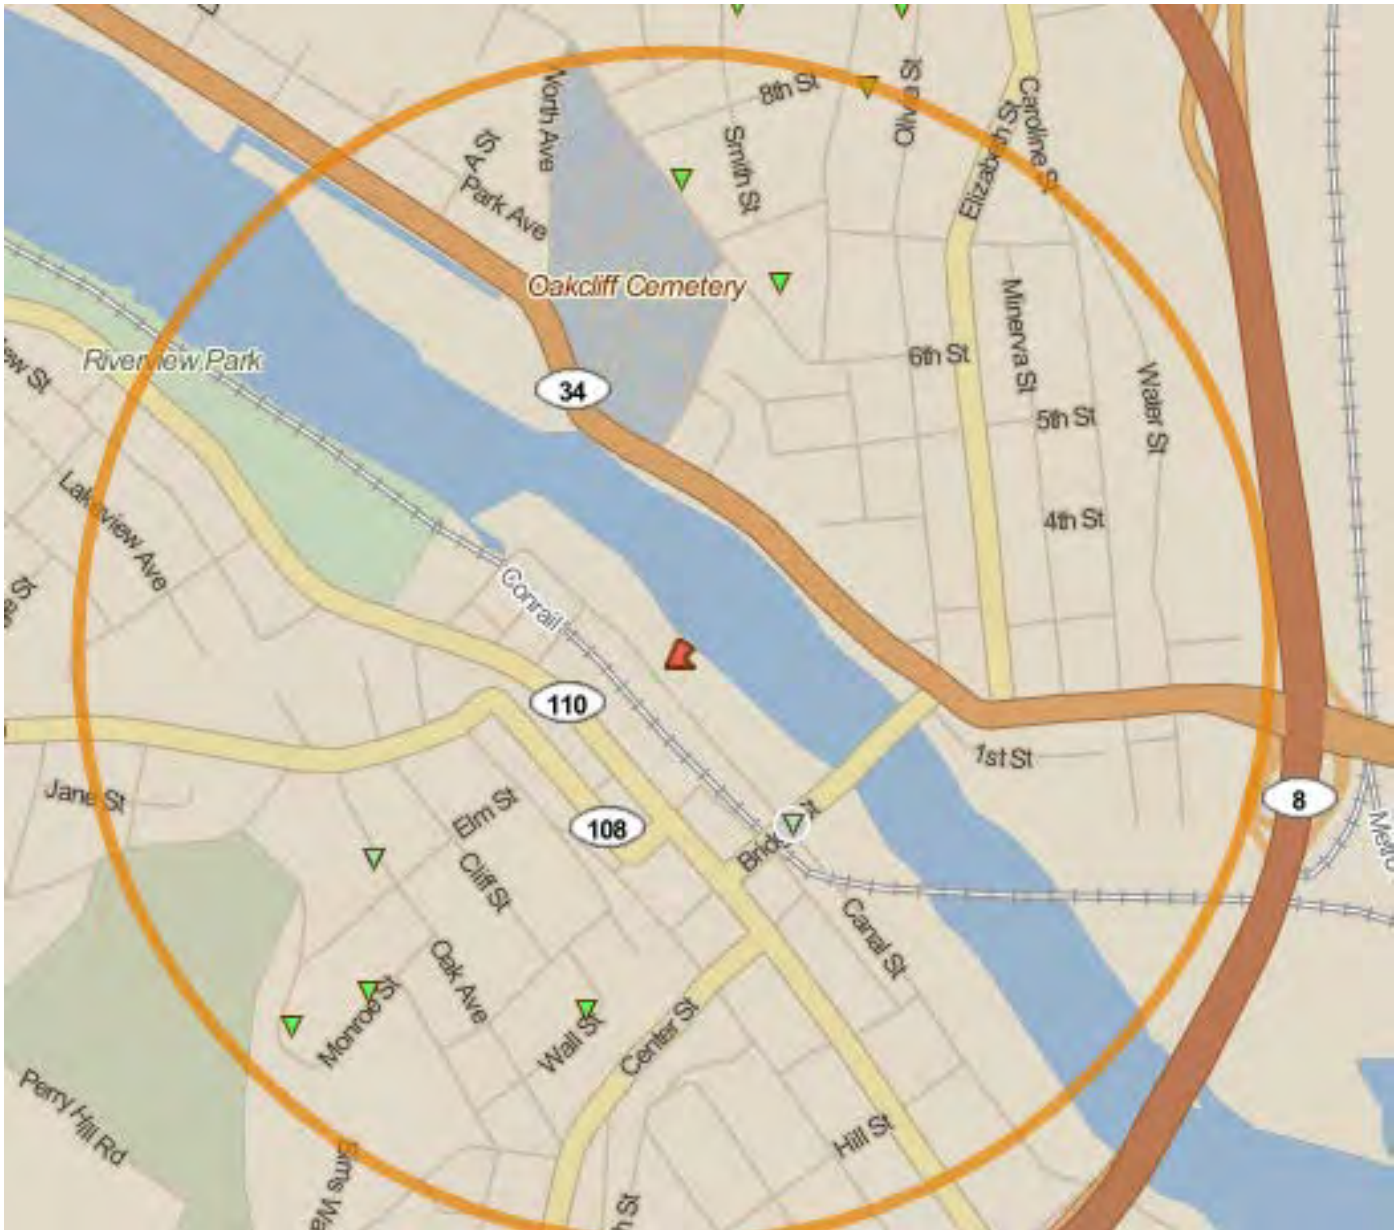 8th St
Olivia St
North Ave
Smith St
Caroline S
Elizabeth St
A St
Park Ave
Oakcliff Cemetery
Minerva St
6th St
Riverview Park
ew St
34
Water St
5th St
Lakeview Ave
4th St
St
Conrail
110
1st St
Jane St
8
Elm St
108
Cliff St
Canal St
Oak Ave
Monroe St
Wall St
Center St
Perry Hill Rd
Hill St